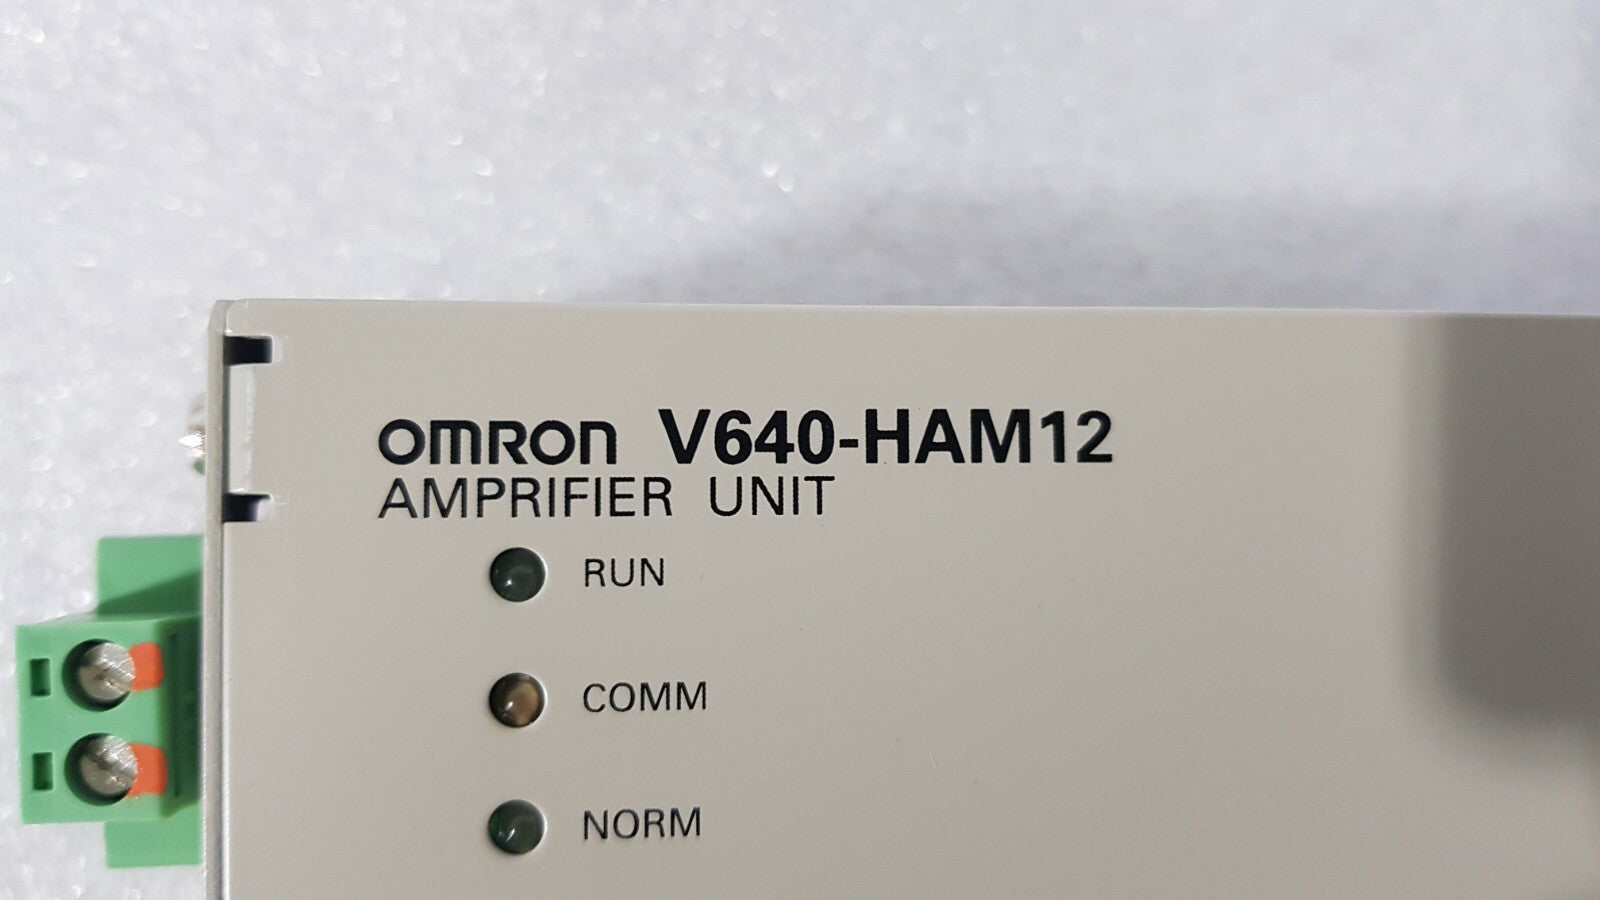 omron V640-HAM12
AMPRIFIER UNIT
RUN
COMM
NORM